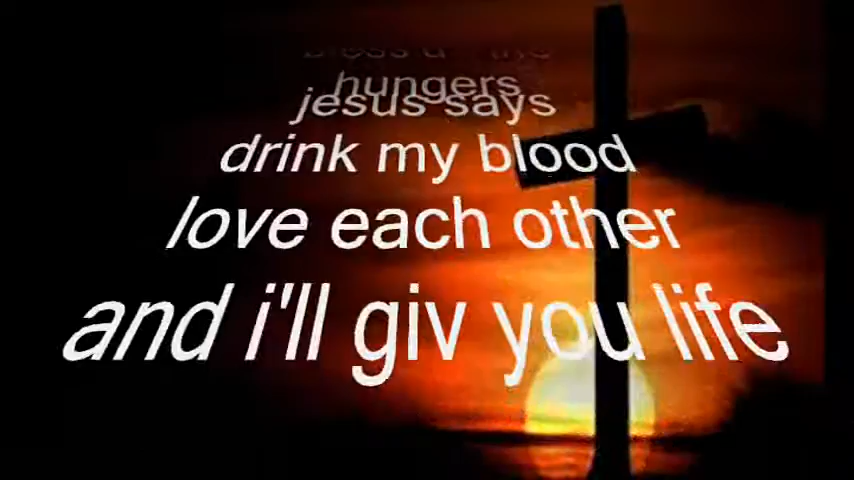 hungers
jesus says
drink my blood
love each other
and i'll giv you life